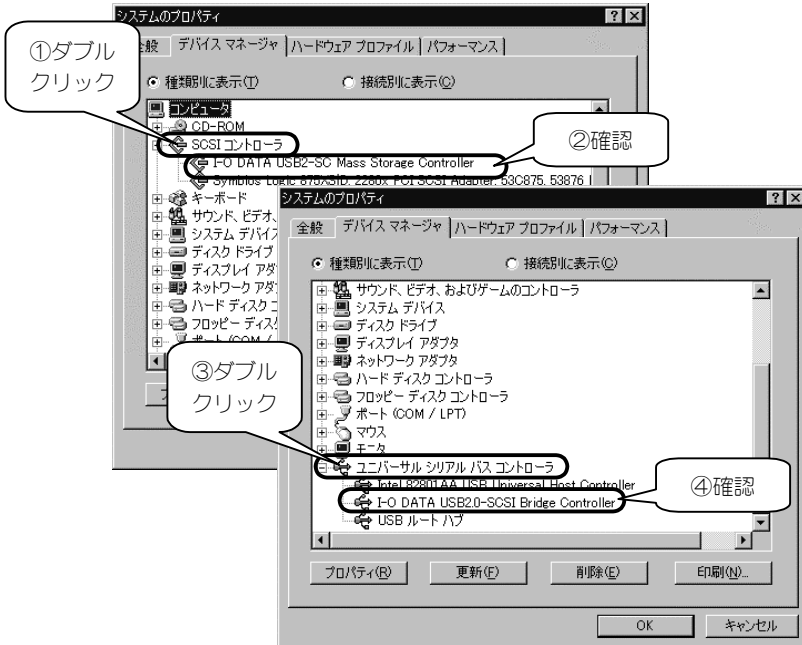 システムのプロパティ
全般 デバイス マネージャ ハードウェア プロファイル パフォーマンス
①ダブル
クリック
種類別に表示(T) 接続別に表示(C)
コンピュータ
CD-ROM
SCSI コントローラ
②確認
I-O DATA USB2-SC Mass Storage Controller
Symbios Logic 875XSID, 2280x PCI SCSI Adapter, 53C875, 53876
キーボード
サウンド、ビデオ、
システム デバイス
ディスク ドライブ
ディスプレイ アダ
ネットワーク アダ
ハード ディスク コ
フロッピー ディス
ポート (COM /
システムのプロパティ
全般 デバイス マネージャ ハードウェア プロファイル パフォーマンス
種類別に表示(T) 接続別に表示(C)
サウンド、ビデオ、およびゲームのコントローラ
システム デバイス
ディスク ドライブ
ディスプレイ アダプタ
ネットワーク アダプタ
ハード ディスク コントローラ
フロッピー ディスク コントローラ
ポート (COM / LPT)
マウス
モニタ
③ダブル
クリック
ユニバーサル シリアル バス コントローラ
Intel 82801AA USB Universal Host Controller
④確認
I-O DATA USB2.0-SCSI Bridge Controller
USB ルート ハブ
プロパティ(R) 更新(F) 削除(E) 印刷(N)...
OK キャンセル